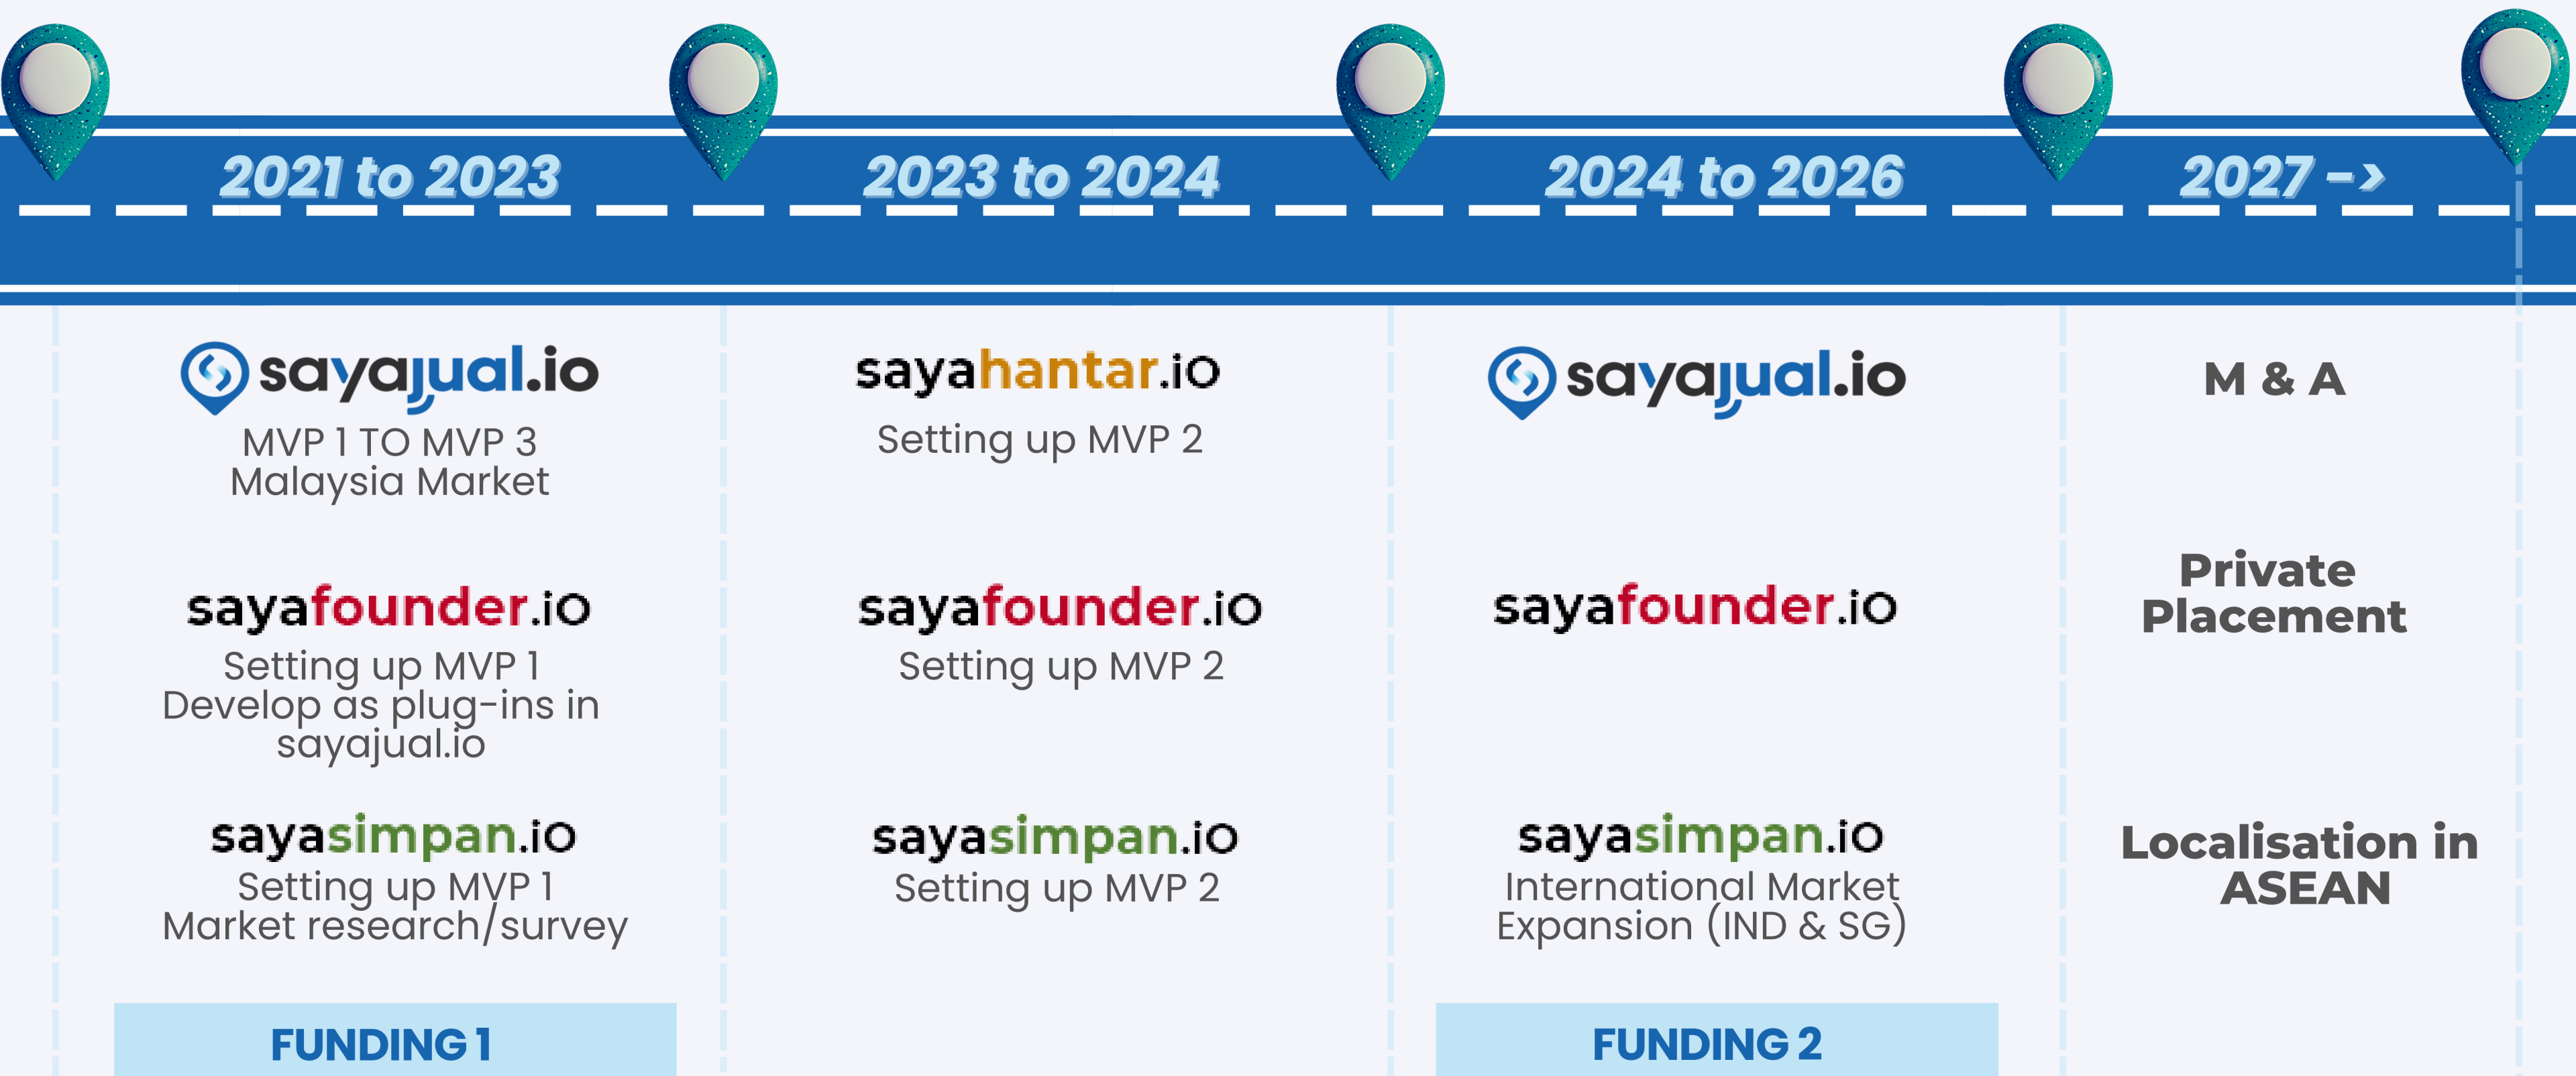 2021 to 2023
2023 to 2024
2024 to 2026
2027 ->
sayajual.io
MVP 1 TO MVP 3
Malaysia Market
sayafounder.io
Setting up MVP 1
Develop as plug-ins in
sayajual.io
sayasimpan.io
Setting up MVP 1
Market research/survey
FUNDING 1
sayahantar.io
Setting up MVP 2
sayafounder.io
Setting up MVP 2
sayasimpan.io
Setting up MVP 2
sayajual.io
sayafounder.io
sayasimpan.io
International Market
Expansion (IND & SG)
FUNDING 2
M & A
Private
Placement
Localisation in
ASEAN